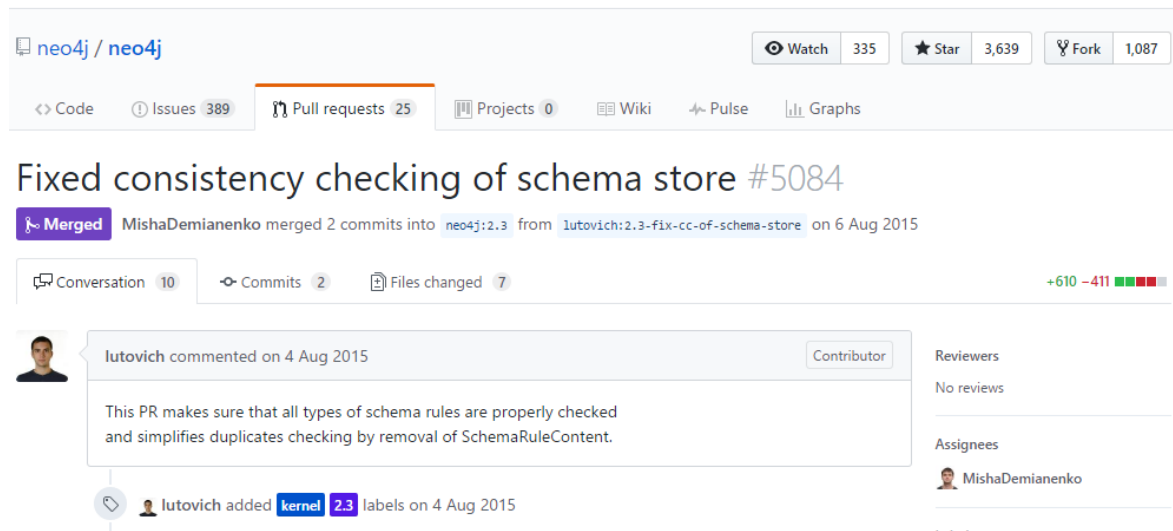 neo4j / neo4j
Watch 335 Star 3,639 Fork 1,087
Code Issues 389 Pull requests 25 Projects 0 Wiki Pulse Graphs
Fixed consistency checking of schema store #5084
Merged MishaDemianenko merged 2 commits into neo4j:2.3 from lutovich:2.3-fix-cc-of-schema-store on 6 Aug 2015
Conversation 10 Commits 2 Files changed 7 +610 −411
lutovich commented on 4 Aug 2015 Contributor
Reviewers
No reviews
This PR makes sure that all types of schema rules are properly checked
and simplifies duplicates checking by removal of SchemaRuleContent.
Assignees
MishaDemianenko
lutovich added kernel 2.3 labels on 4 Aug 2015